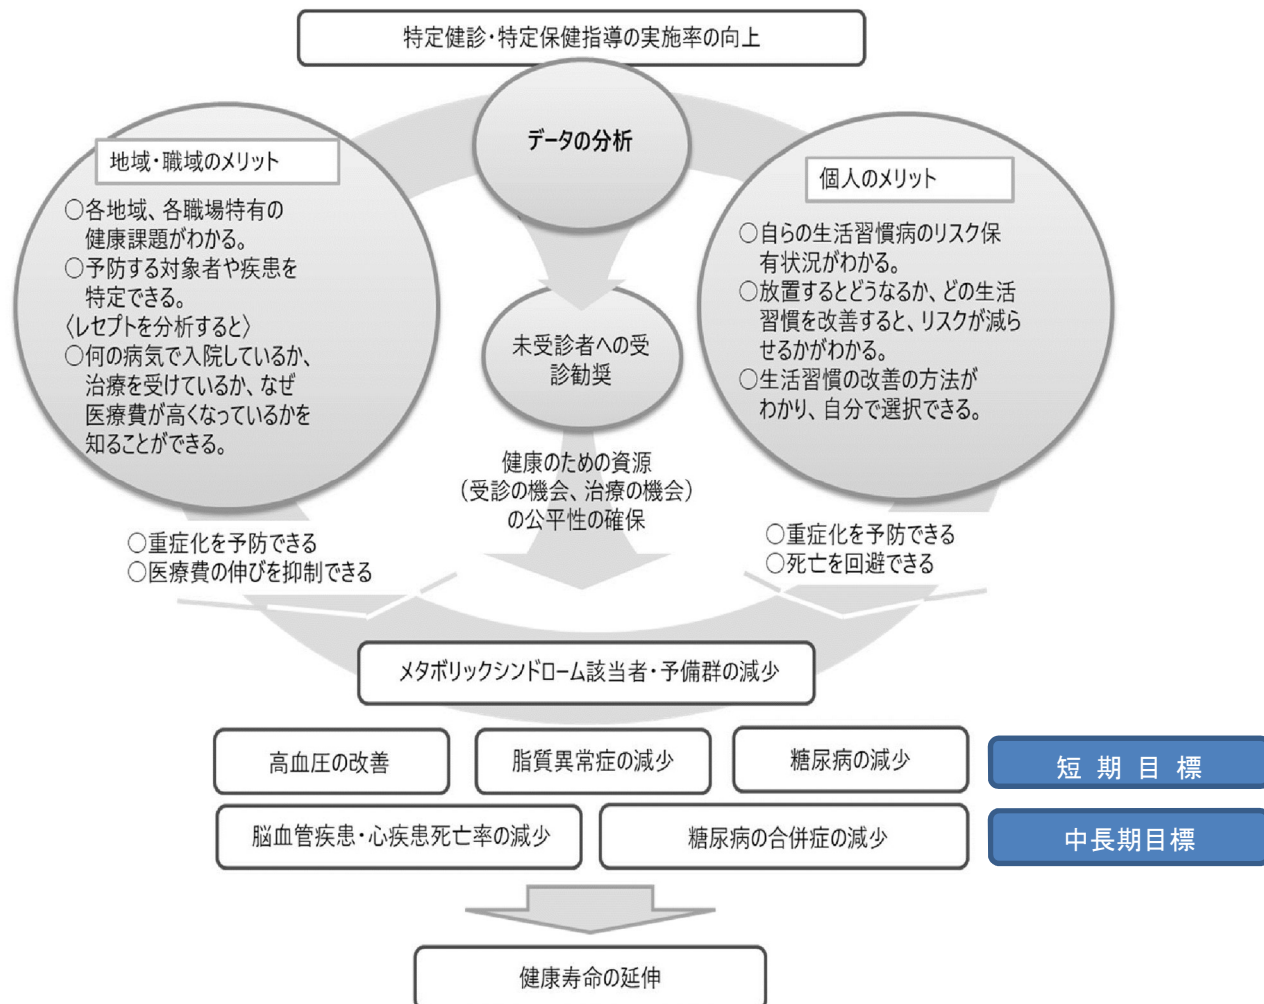 特定健診・特定保健指導の実施率の向上
データの分析
地域・職域のメリット
○各地域、各職場特有の
健康課題がわかる。
○予防する対象者や疾患を
特定できる。
〈レセプトを分析すると〉
○何の病気で入院しているか、
治療を受けているか、なぜ
医療費が高くなっているかを
知ることができる。
○重症化を予防できる
○医療費の伸びを抑制できる
未受診者への受
診勧奨
健康のための資源
（受診の機会、治療の機会）
の公平性の確保
個人のメリット
○自らの生活習慣病のリスク保
有状況がわかる。
○放置するとどうなるか、どの生活
習慣を改善すると、リスクが減ら
せるかがわかる。
○生活習慣の改善の方法が
わかり、自分で選択できる。
○重症化を予防できる
○死亡を回避できる
メタボリックシンドローム該当者・予備群の減少
高血圧の改善
脂質異常症の減少
糖尿病の減少
短期目標
脳血管疾患・心疾患死亡率の減少
糖尿病の合併症の減少
中長期目標
健康寿命の延伸